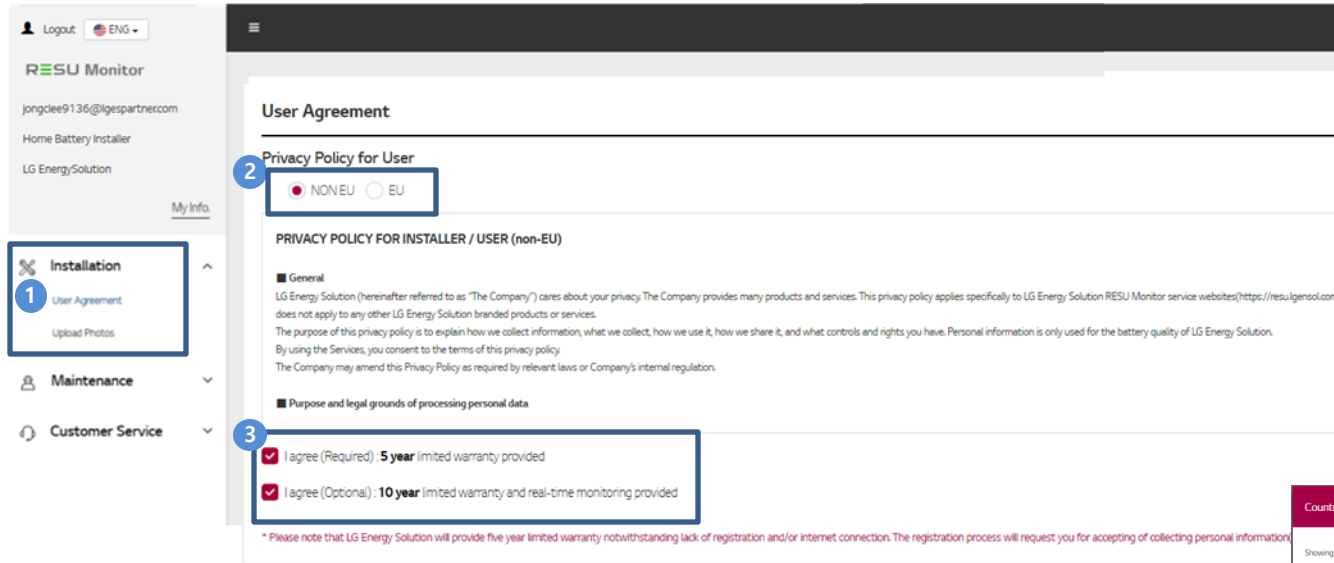 Logout ENG
RESU Monitor
jongclee9136@lgespartner.com
Home Battery Installer
LG EnergySolution
My Info.
1
Installation
User Agreement
Upload Photos
Maintenance
Customer Service
User Agreement
Privacy Policy for User
2
NON EU EU
PRIVACY POLICY FOR INSTALLER / USER (non-EU)
■ General
LG Energy Solution (hereinafter referred to as "The Company") cares about your privacy. The Company provides many products and services. This privacy policy applies specifically to LG Energy Solution RESU Monitor service websites(https://resu.lgensol.com
does not apply to any other LG Energy Solution branded products or services.
The purpose of this privacy policy is to explain how we collect information, what we collect, how we use it, how we share it, and what controls and rights you have. Personal information is only used for the battery quality of LG Energy Solution.
By using the Services, you consent to the terms of this privacy policy.
The Company may amend this Privacy Policy as required by relevant laws or Company's internal regulation.
■ Purpose and legal grounds of processing personal data
3
I agree (Required) : 5 year limited warranty provided
I agree (Optional) : 10 year limited warranty and real-time monitoring provided
* Please note that LG Energy Solution will provide five year limited warranty notwithstanding lack of registration and/or internet connection. The registration process will request you for accepting of collecting personal information(
Showing